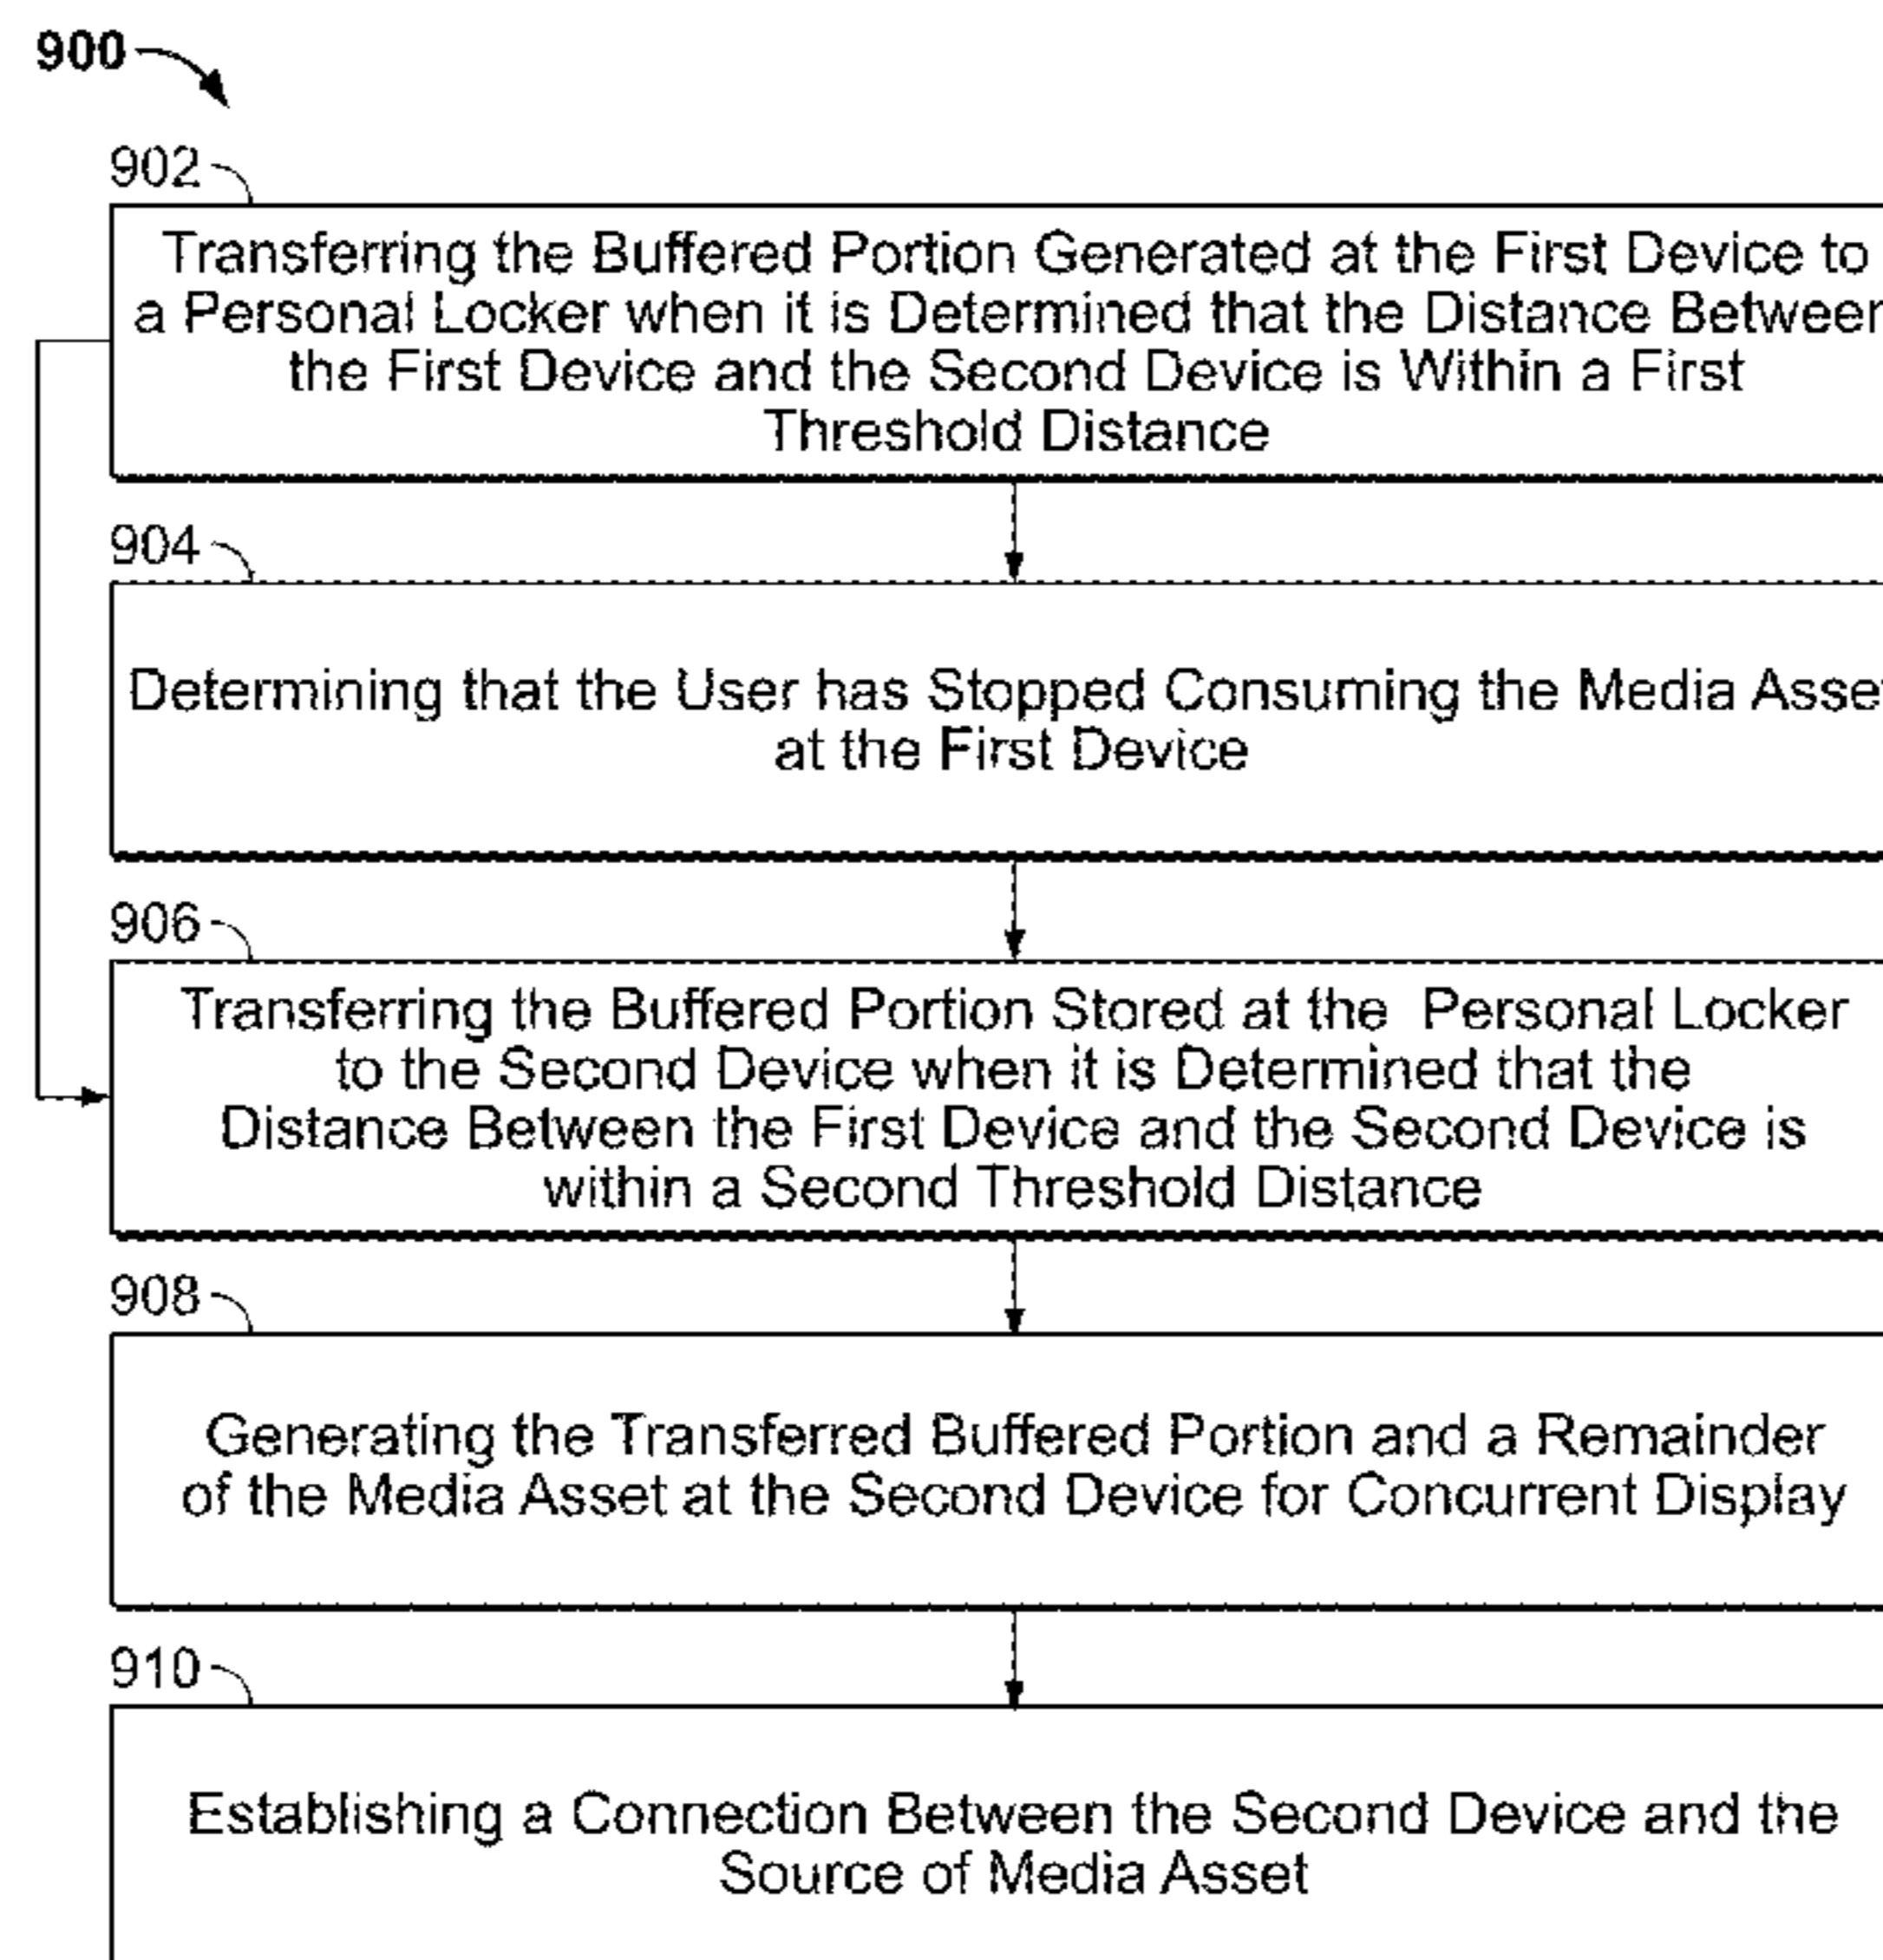 900
902
Transferring the Buffered Portion Generated at the First Device to
a Personal Locker when it is Determined that the Distance Between
the First Device and the Second Device is Within a First
Threshold Distance
904
Determining that the User has Stopped Consuming the Media Asset
at the First Device
906
Transferring the Buffered Portion Stored at the Personal Locker
to the Second Device when it is Determined that the
Distance Between the First Device and the Second Device is
within a Second Threshold Distance
908
Generating the Transferred Buffered Portion and a Remainder
of the Media Asset at the Second Device for Concurrent Display
910
Establishing a Connection Between the Second Device and the
Source of Media Asset